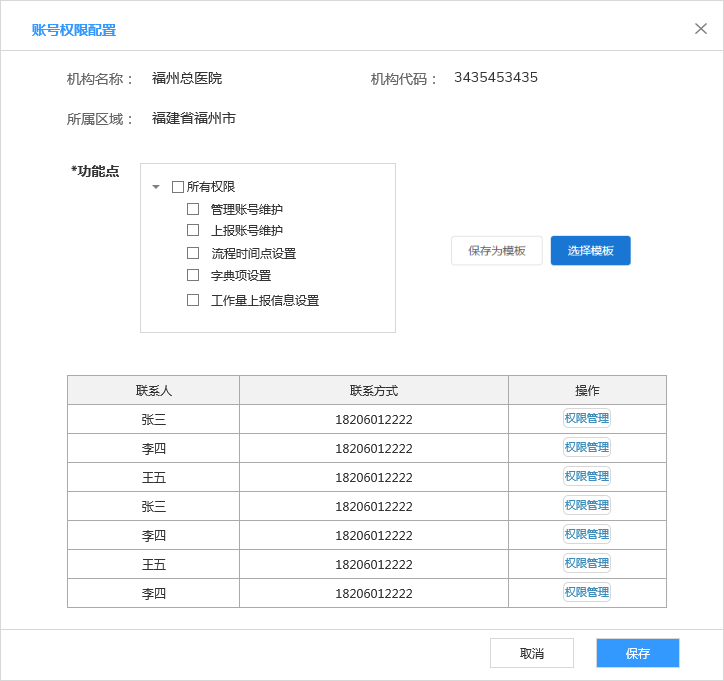 账号权限配置
机构名称： 福州总医院 机构代码： 3435453435
所属区域： 福建省福州市
*功能点
所有权限
管理账号维护
上报账号维护
流程时间点设置
字典项设置
工作量上报信息设置
保存为模板 选择模板
联系人 联系方式 操作
张三 18206012222 权限管理
李四 18206012222 权限管理
王五 18206012222 权限管理
张三 18206012222 权限管理
李四 18206012222 权限管理
王五 18206012222 权限管理
李四 18206012222 权限管理
取消 保存